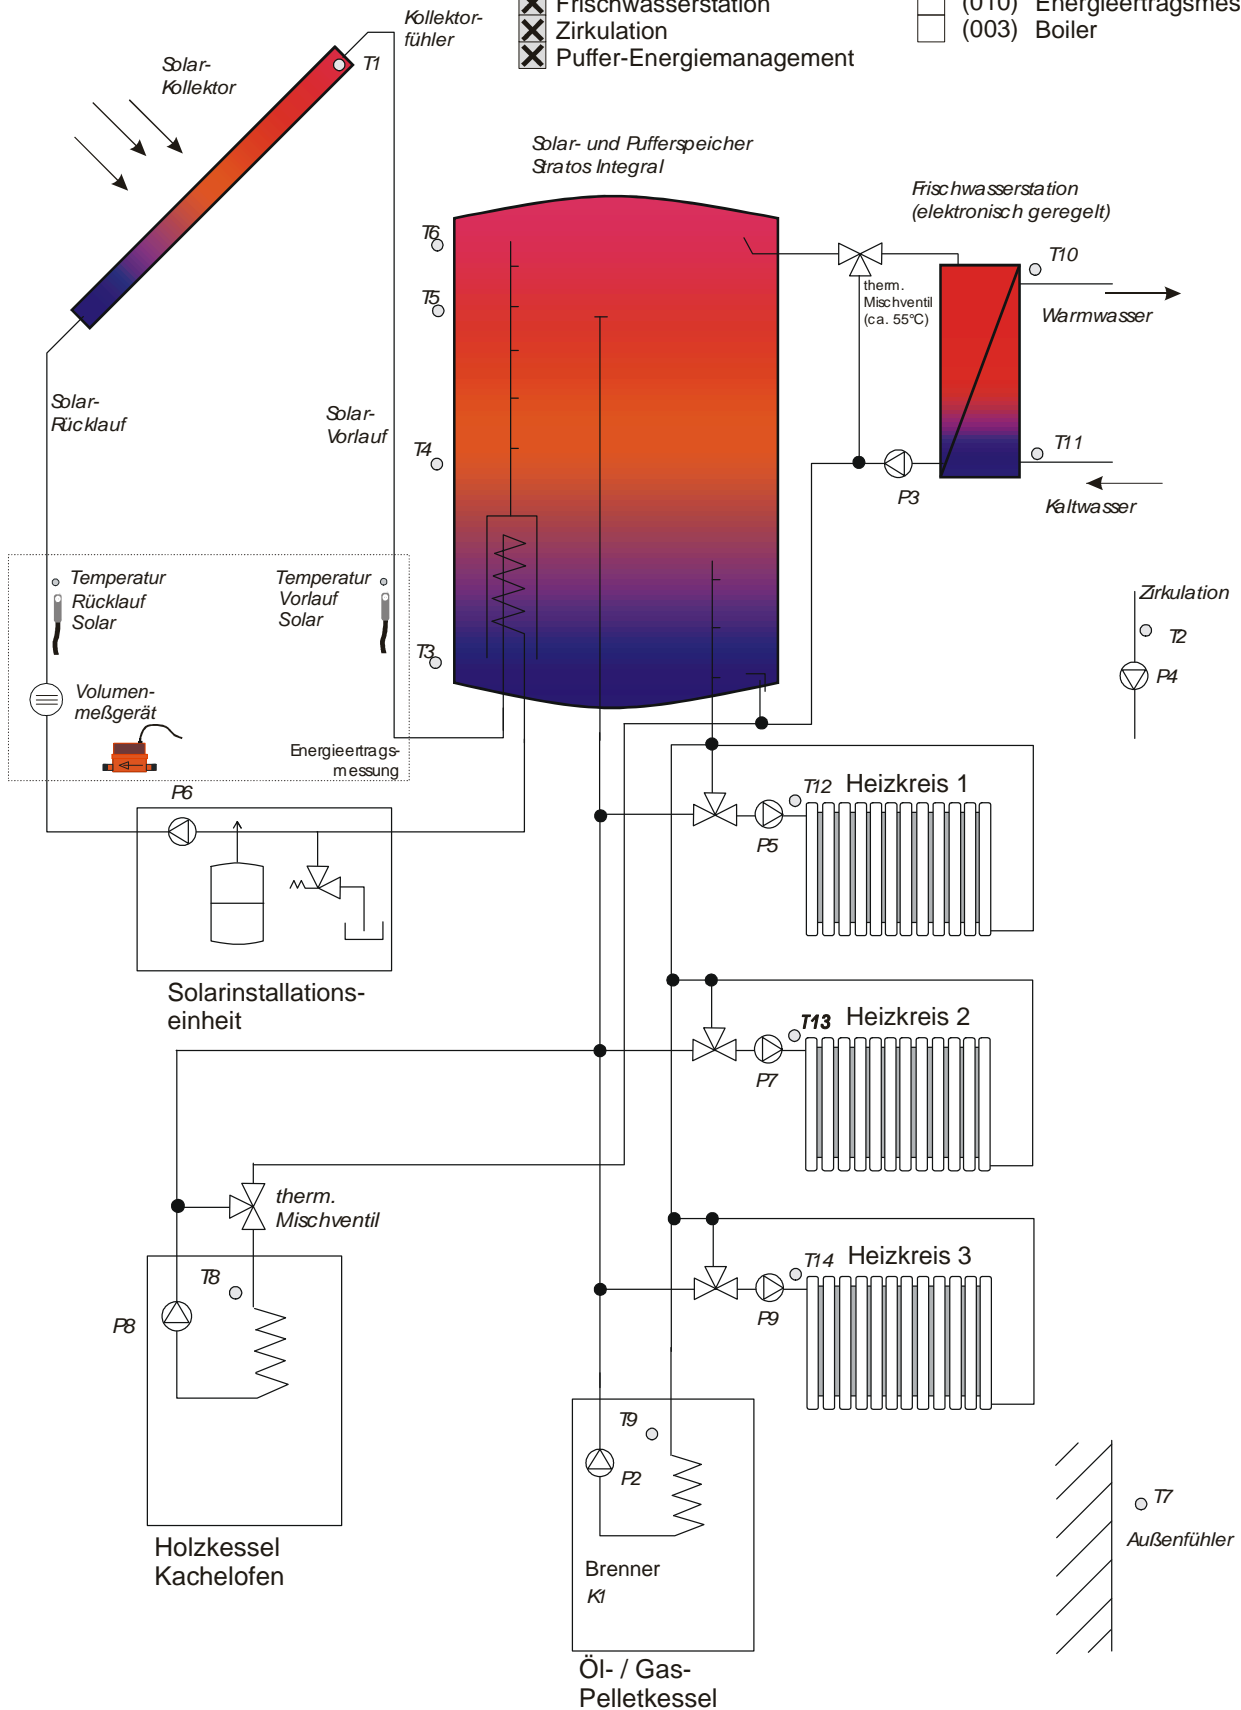 Frischwasserstation
Zirkulation
Puffer-Energiemanagement
(010) Energieertragsmes
(003) Boiler
Kollektor-
fühler
T1
Solar-
Kollektor
Solar- und Pufferspeicher
Stratos Integral
Frischwasserstation
(elektronisch geregelt)
T6
T10
therm.
Mischventil
(ca. 55°C)
T5
Warmwasser
Solar-
Rücklauf
Solar-
Vorlauf
T4
T11
P3
Kaltwasser
Temperatur
Rücklauf
Solar
Temperatur
Vorlauf
Solar
Zirkulation
T2
T3
P4
Volumen-
meßgerät
Energieertrags-
messung
P6
T12 Heizkreis 1
P5
Solarinstallations-
einheit
T13 Heizkreis 2
P7
therm.
Mischventil
T8
P8
T14 Heizkreis 3
P9
T9
P2
Holzkessel
Kachelofen
Brenner
K1
Öl- / Gas-
Pelletkessel
T7
Außenfühler